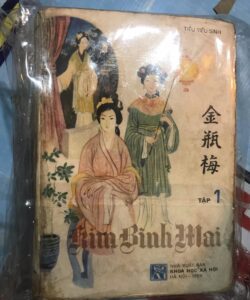 TIẾU TIẾU SINH
金瓶梅
TẬP 1
Kim Bình Mai
NHÀ XUẤT BẢN
KHOA HỌC XÃ HỘI
HÀ NỘI